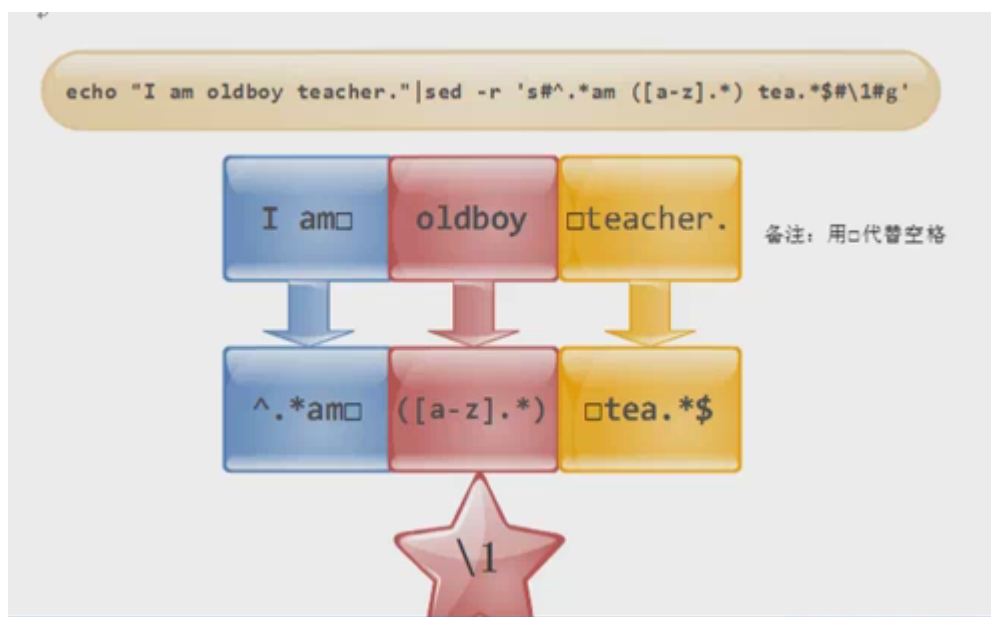 echo "I am oldboy teacher."|sed -r 's#^.*am ([a-z].*) tea.*$#\1#g'
I am□ oldboy □teacher.
备注：用□代替空格
^.*am□ ([a-z].*) □tea.*$
\1